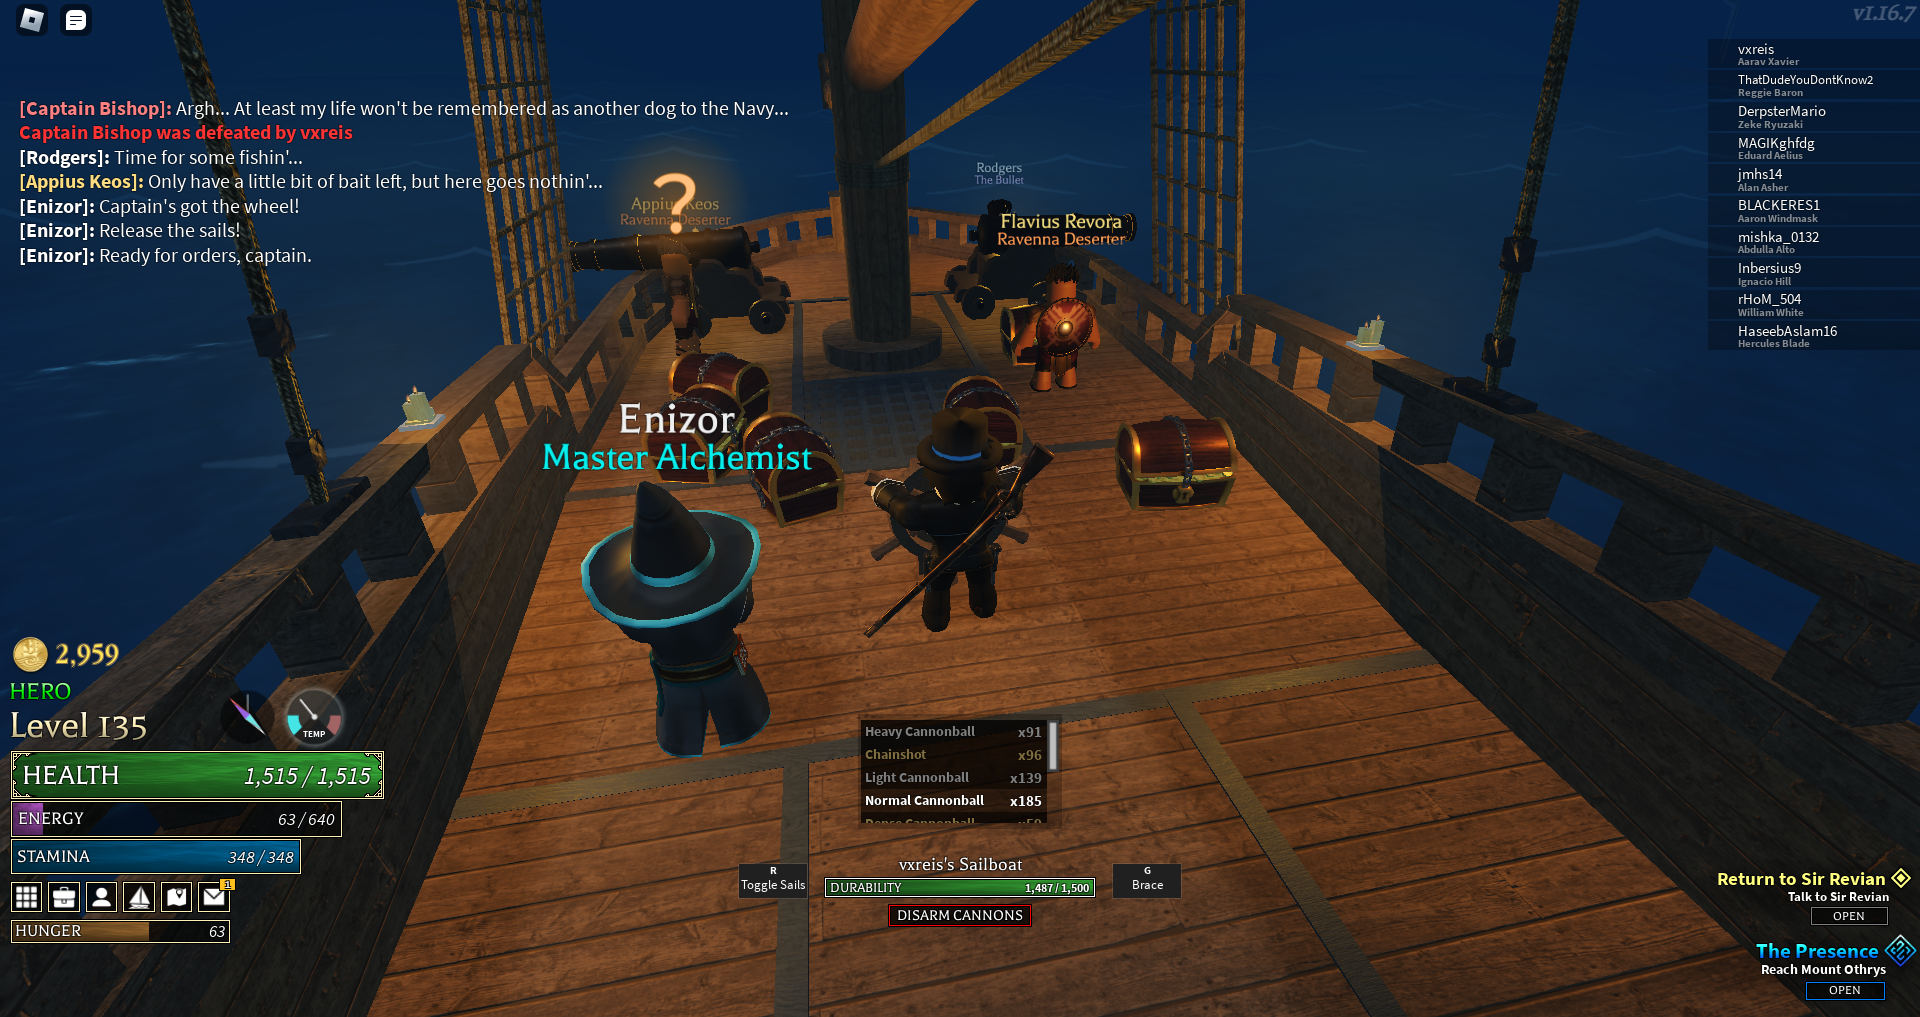 v1.16.7
vxreis
Aarav Xavier
ThatDudeYouDontKnow2
Reggie Baron
DerpsterMario
Zeke Ryuzaki
MAGIKghfdg
Eduard Aelius
jmhs14
Alan Asher
BLACKERES1
Aaron Windmask
mishka_0132
Abdulla Alto
Inbersius9
Ignacio Hill
rHoM_504
William White
HaseebAslam16
Hercules Blade
[Captain Bishop]: Argh... At least my life won't be remembered as another dog to the Navy...
Captain Bishop was defeated by vxreis
[Rodgers]: Time for some fishin'...
[Appius Keos]: Only have a little bit of bait left, but here goes nothin'...
[Enizor]: Captain's got the wheel!
[Enizor]: Release the sails!
[Enizor]: Ready for orders, captain.
Rodgers
The Bullet
?
Appius Keos
Ravenna Deserter
Flavius Revora
Ravenna Deserter
Enizor
Master Alchemist
2,959
HERO
Level 135
TEMP
HEALTH 1,515 / 1,515
ENERGY 63 / 640
STAMINA 348 / 348
1
HUNGER 63
Heavy Cannonball x91
Chainshot x96
Light Cannonball x139
Normal Cannonball x185
Dense Cannonball x59
vxreis's Sailboat
R
Toggle Sails
DURABILITY 1,487 / 1,500
G
Brace
DISARM CANNONS
Return to Sir Revian
Talk to Sir Revian
OPEN
The Presence
Reach Mount Othrys
OPEN